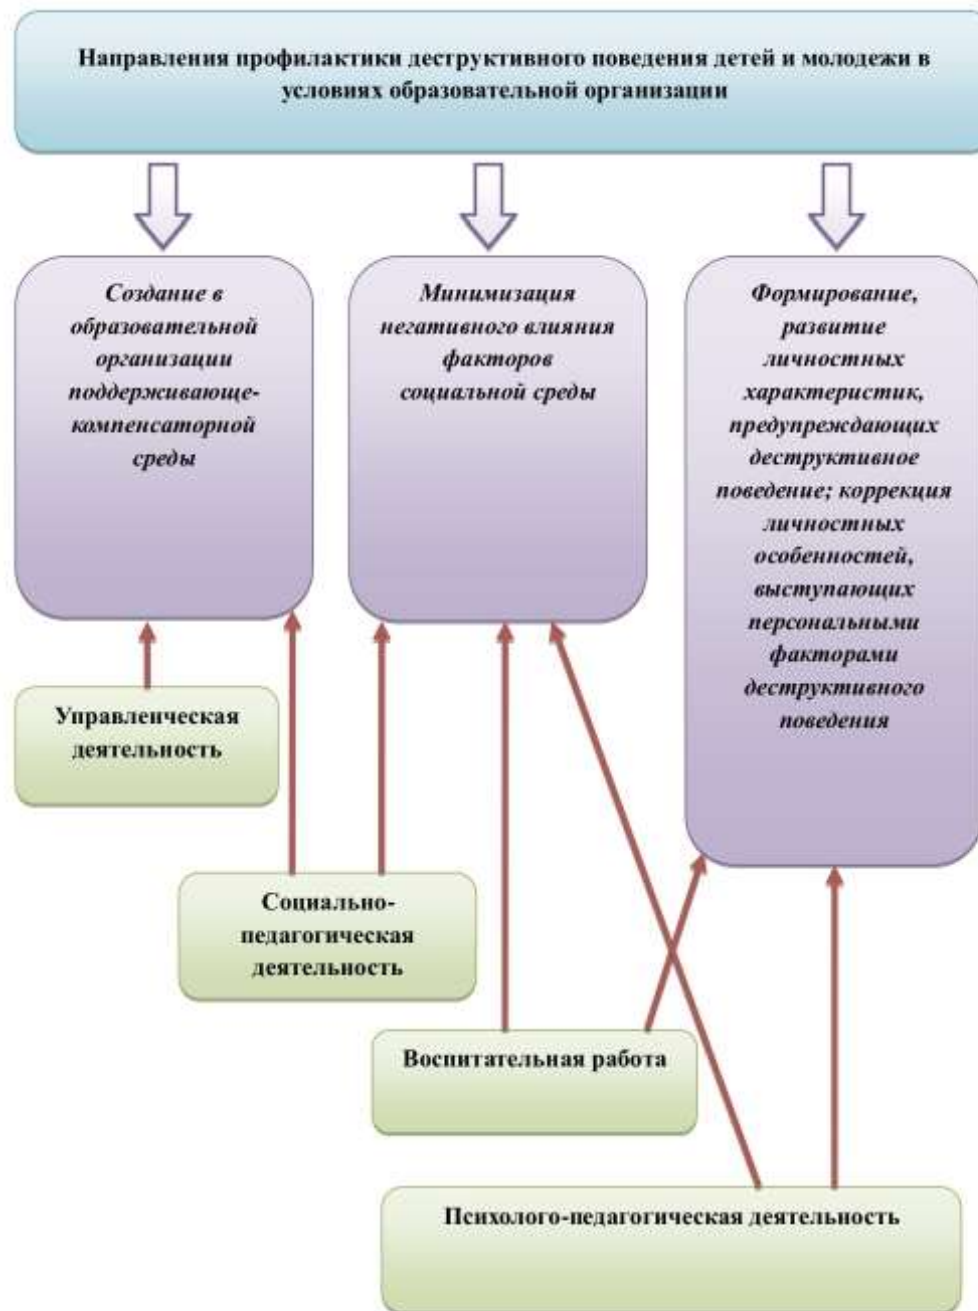 Направления профилактики деструктивного поведения детей и молодежи в
условиях образовательной организации
Создание в
образовательной
организации
поддерживающе-
компенсаторной
среды
Минимизация
негативного влияния
факторов
социальной среды
Формирование,
развитие
личностных
характеристик,
предупреждающих
деструктивное
поведение; коррекция
личностных
особенностей,
выступающих
персональными
факторами
деструктивного
поведения
Управленческая
деятельность
Социально-
педагогическая
деятельность
Воспитательная работа
Психолого-педагогическая деятельность